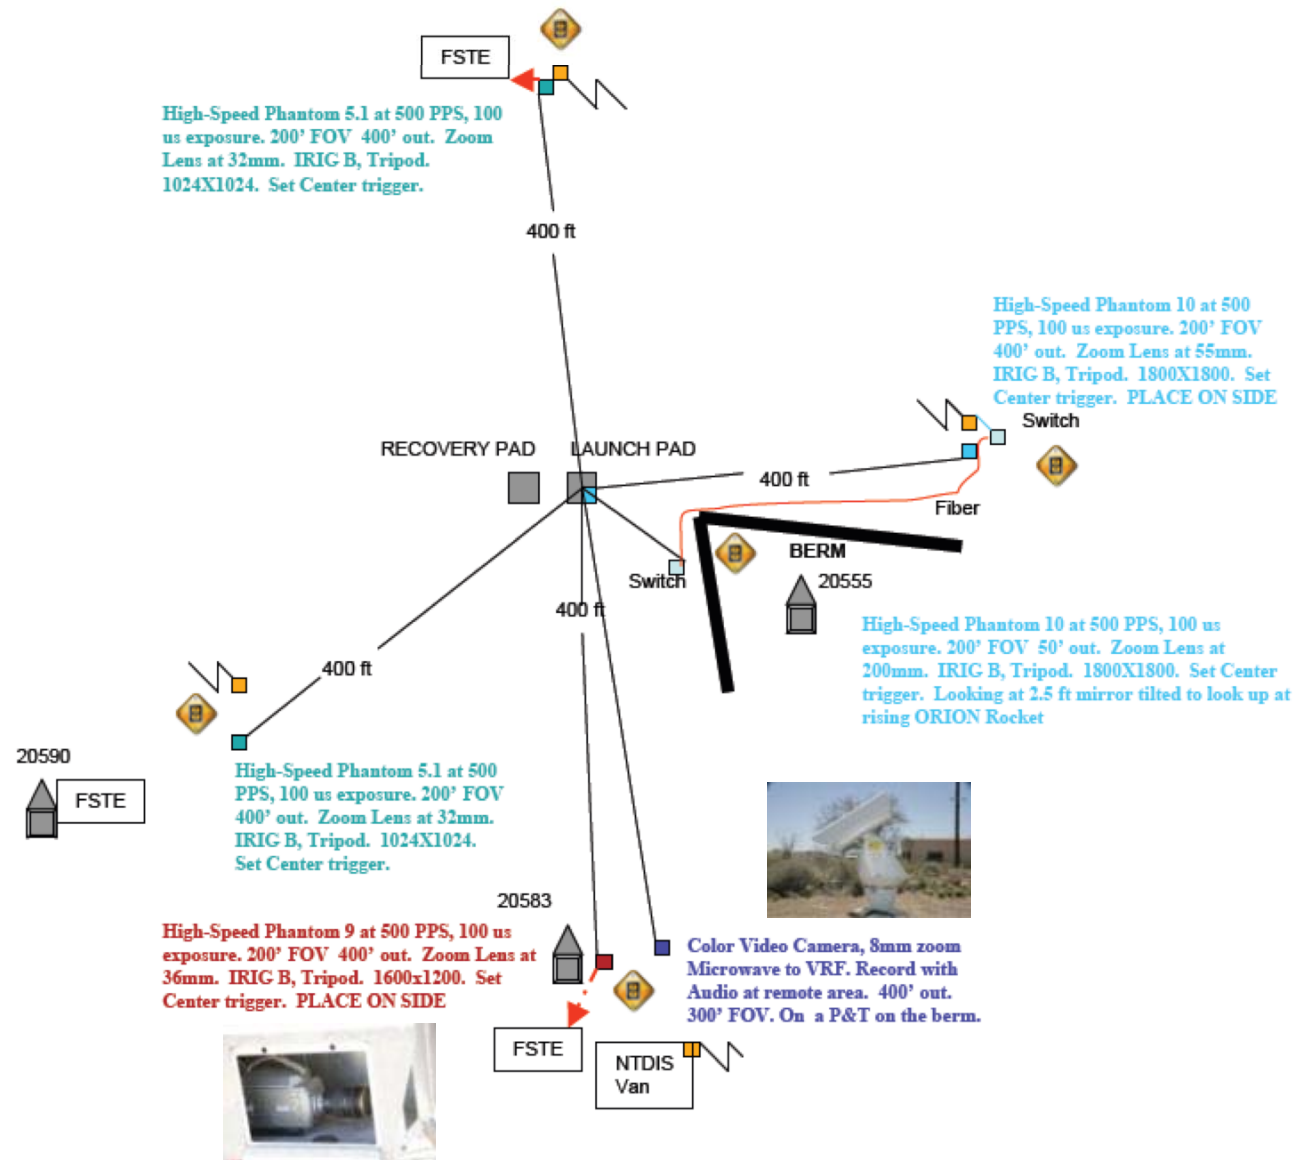 FSTE
High-Speed Phantom 5.1 at 500 PPS, 100
us exposure. 200' FOV 400' out. Zoom
Lens at 32mm. IRIG B, Tripod.
1024X1024. Set Center trigger.
400 ft
High-Speed Phantom 10 at 500
PPS, 100 us exposure. 200' FOV
400' out. Zoom Lens at 55mm.
IRIG B, Tripod. 1800X1800. Set
Center trigger. PLACE ON SIDE
Switch
RECOVERY PAD
LAUNCH PAD
400 ft
Fiber
BERM
Switch
20555
400 ft
High-Speed Phantom 10 at 500 PPS, 100 us
exposure. 200' FOV 50' out. Zoom Lens at
200mm. IRIG B, Tripod. 1800X1800. Set Center
trigger. Looking at 2.5 ft mirror tilted to look up at
rising ORION Rocket
400 ft
20590
FSTE
High-Speed Phantom 5.1 at 500
PPS, 100 us exposure. 200' FOV
400' out. Zoom Lens at 32mm.
IRIG B, Tripod. 1024X1024.
Set Center trigger.
20583
High-Speed Phantom 9 at 500 PPS, 100 us
exposure. 200' FOV 400' out. Zoom Lens at
36mm. IRIG B, Tripod. 1600x1200. Set
Center trigger. PLACE ON SIDE
Color Video Camera, 8mm zoom
Microwave to VRF. Record with
Audio at remote area. 400' out.
300' FOV. On a P&T on the berm.
FSTE
NTDIS
Van